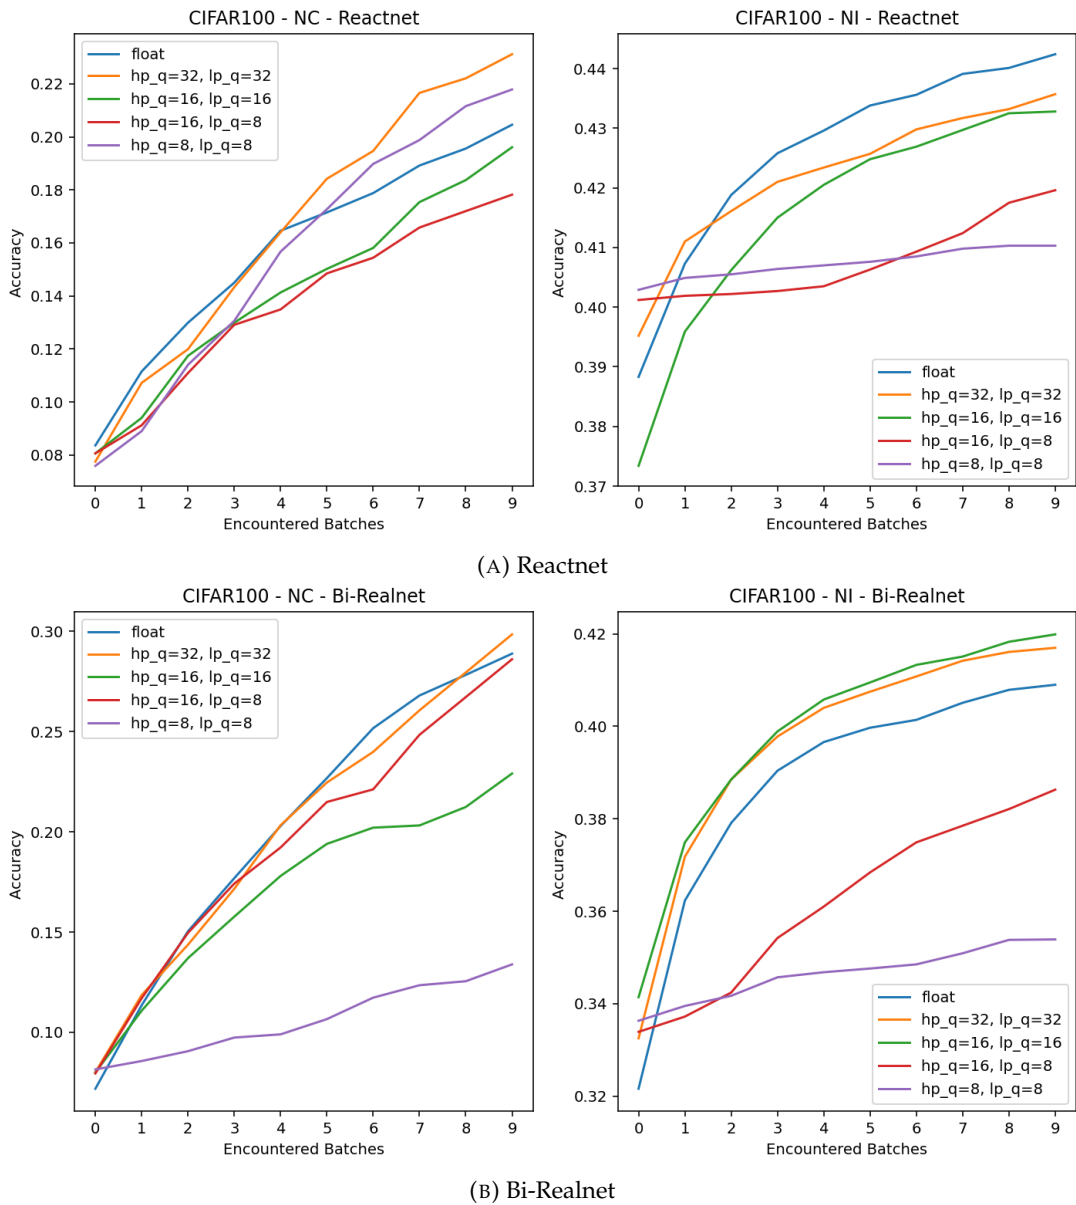 CIFAR100 - NC - Reactnet
Accuracy
0.22
0.20
0.18
0.16
0.14
0.12
0.10
0.08
float
hp_q=32, lp_q=32
hp_q=16, lp_q=16
hp_q=16, lp_q=8
hp_q=8, lp_q=8
0 1 2 3 4 5 6 7 8 9
Encountered Batches
CIFAR100 - NI - Reactnet
Accuracy
0.44
0.43
0.42
0.41
0.40
0.39
0.38
0.37
float
hp_q=32, lp_q=32
hp_q=16, lp_q=16
hp_q=16, lp_q=8
hp_q=8, lp_q=8
0 1 2 3 4 5 6 7 8 9
Encountered Batches
(A) Reactnet
CIFAR100 - NC - Bi-Realnet
Accuracy
0.30
0.25
0.20
0.15
0.10
float
hp_q=32, lp_q=32
hp_q=16, lp_q=16
hp_q=16, lp_q=8
hp_q=8, lp_q=8
0 1 2 3 4 5 6 7 8 9
Encountered Batches
CIFAR100 - NI - Bi-Realnet
Accuracy
0.42
0.40
0.38
0.36
0.34
0.32
float
hp_q=32, lp_q=32
hp_q=16, lp_q=16
hp_q=16, lp_q=8
hp_q=8, lp_q=8
0 1 2 3 4 5 6 7 8 9
Encountered Batches
(B) Bi-Realnet